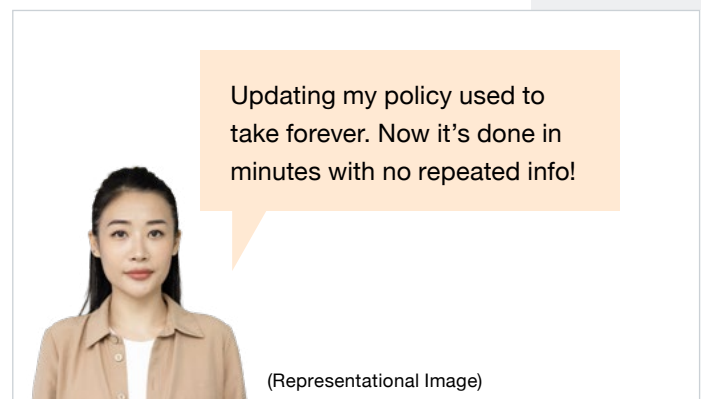 Updating my policy used to
take forever. Now it’s done in
minutes with no repeated info!
(Representational Image)